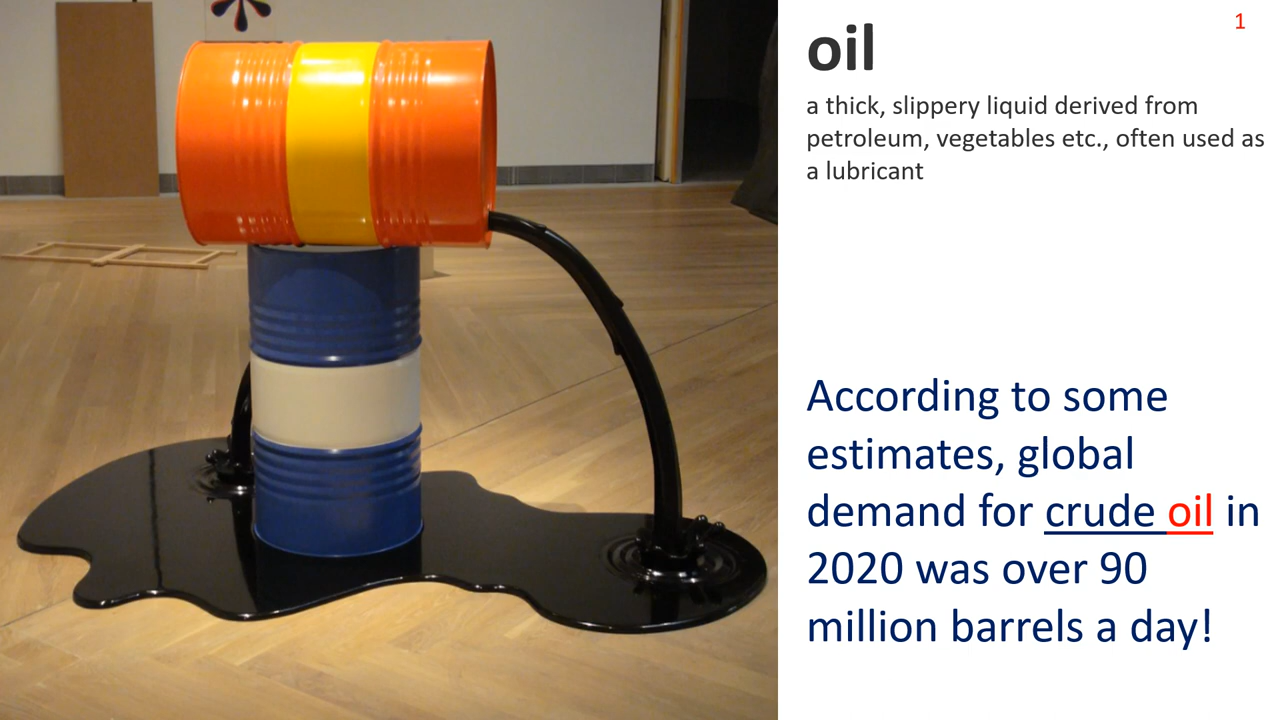 1
oil
a thick, slippery liquid derived from
petroleum, vegetables etc., often used as
a lubricant
According to some
estimates, global
demand for crude oil in
2020 was over 90
million barrels a day!